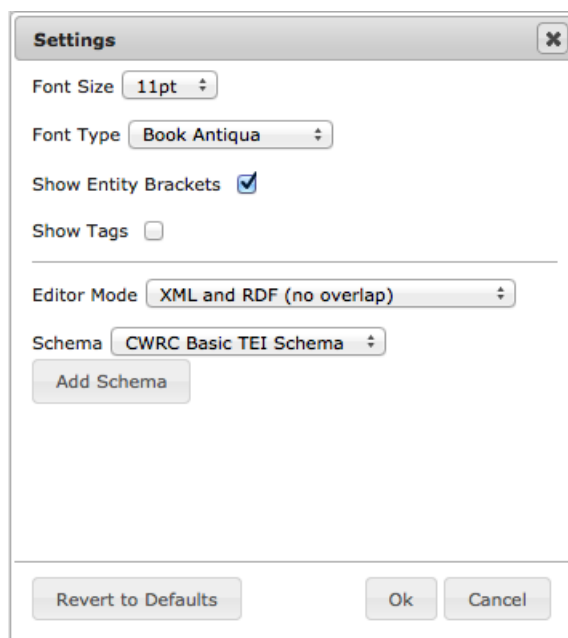 Settings
Font Size 11pt
Font Type Book Antiqua
Show Entity Brackets
Show Tags
Editor Mode XML and RDF (no overlap)
Schema CWRC Basic TEI Schema
Add Schema
Revert to Defaults Ok Cancel